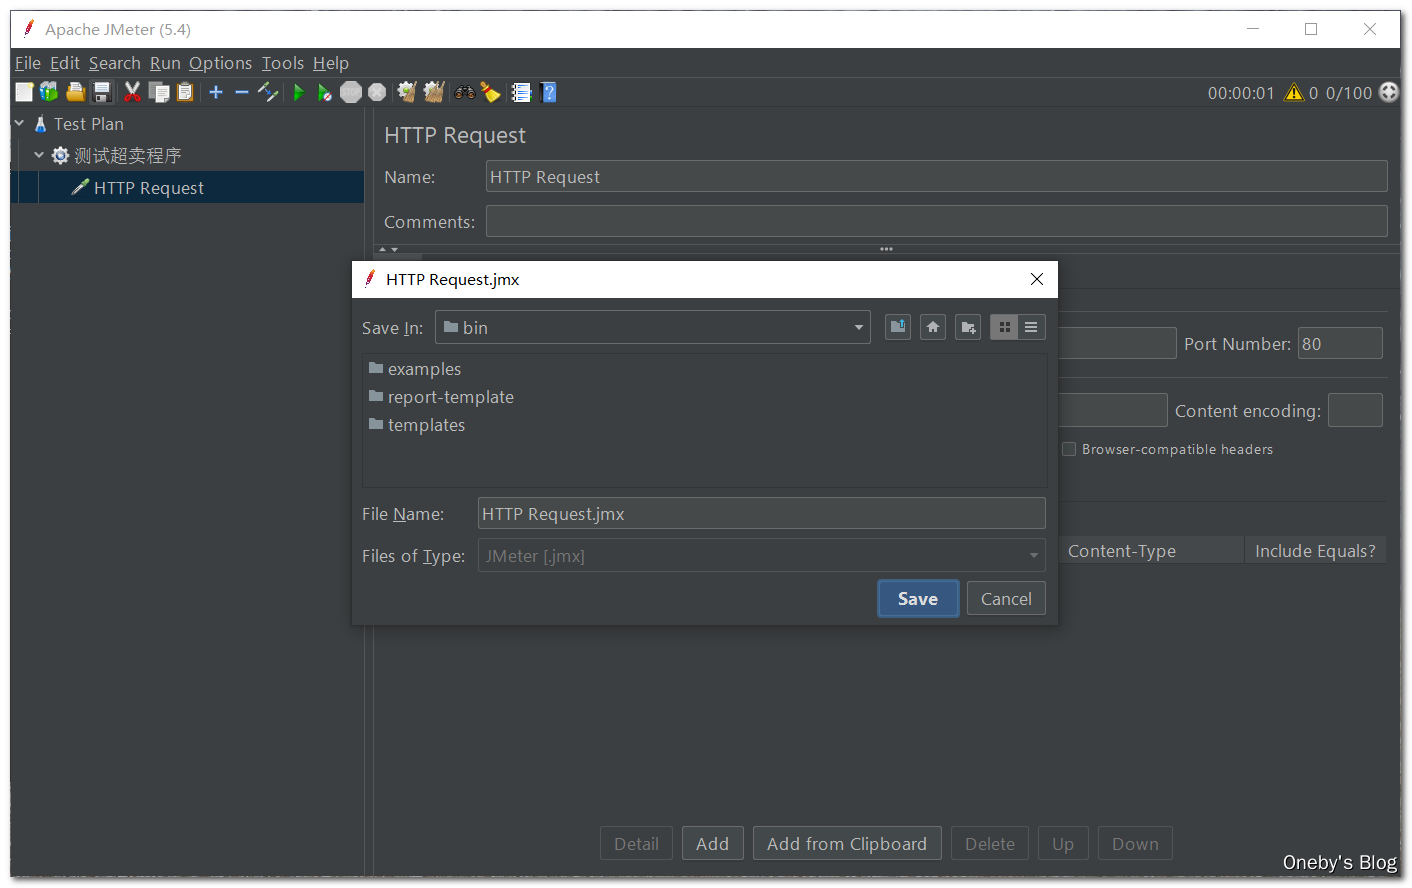 Apache JMeter (5.4)
File Edit Search Run Options Tools Help
00:00:01 0 0/100
Test Plan
测试超卖程序
HTTP Request
HTTP Request
Name: HTTP Request
Comments:
HTTP Request.jmx
Save In: bin
examples
report-template
templates
File Name: HTTP Request.jmx
Files of Type: JMeter [.jmx]
Save Cancel
Port Number: 80
Content encoding:
Browser-compatible headers
Content-Type Include Equals?
Detail Add Add from Clipboard Delete Up Down
Oneby's Blog